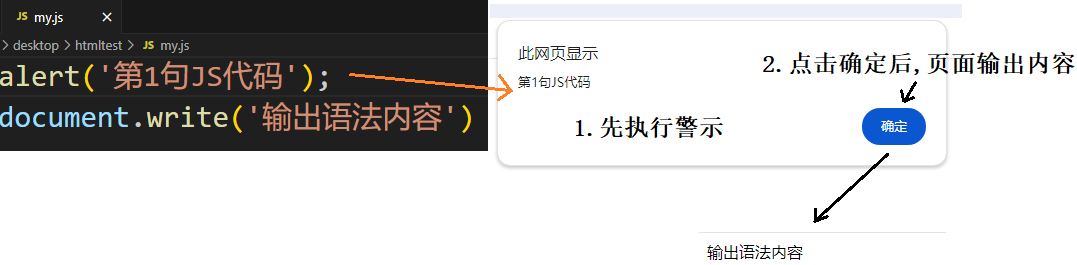 JS my.js ×
> desktop > htmltest > JS my.js
alert('第1句JS代码');
document.write('输出语法内容')
此网页显示
第1句JS代码
1.先执行警示
2.点击确定后,页面输出内容
确定
输出语法内容